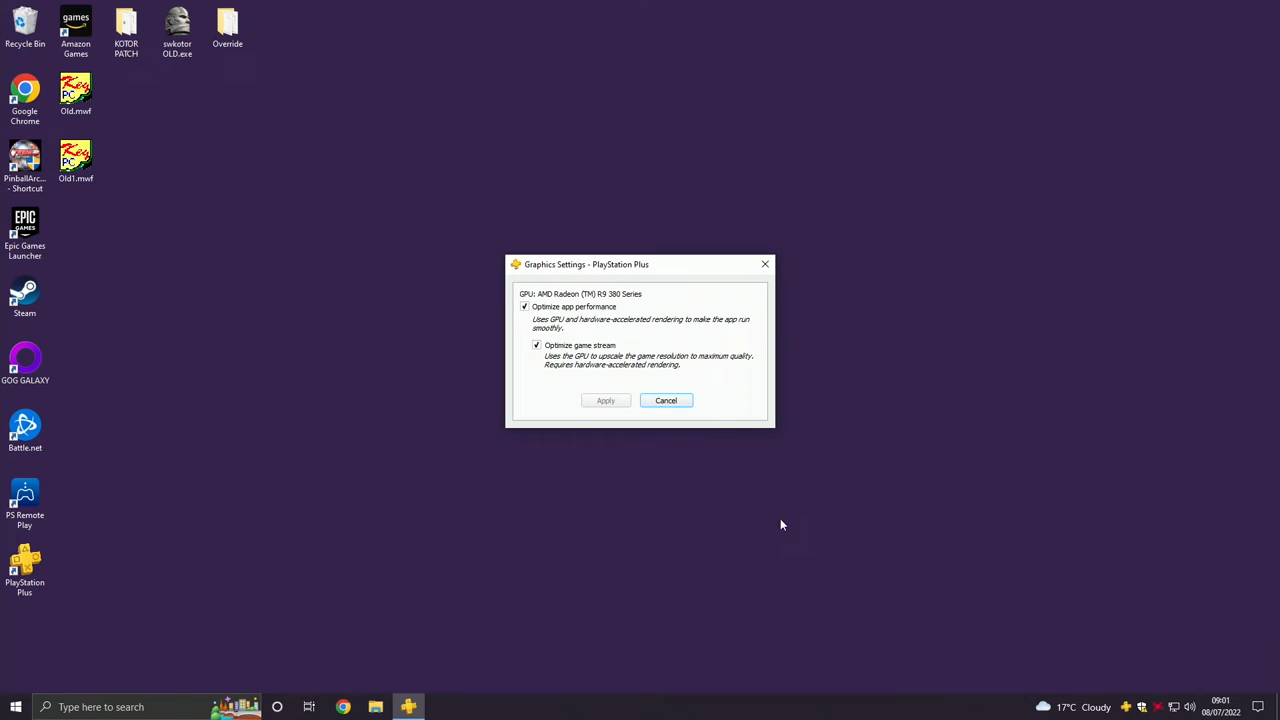 Recycle Bin
games
Amazon
Games
KOTOR
PATCH
swkotor
OLD.exe
Override
Google
Chrome
Key
PC
Old.mwf
PinballArc...
- Shortcut
Key
PC
Old1.mwf
EPIC
GAMES
Epic Games
Launcher
Steam
GOG GALAXY
Battle.net
PS Remote
Play
PlayStation
Plus
Graphics Settings - PlayStation Plus
GPU: AMD Radeon (TM) R9 380 Series
Optimize app performance
Uses GPU and hardware-accelerated rendering to make the app run
smoothly.
Optimize game stream
Uses the GPU to upscale the game resolution to maximum quality.
Requires hardware-accelerated rendering.
Apply
Cancel
Type here to search
17°C Cloudy
09:01
08/07/2022